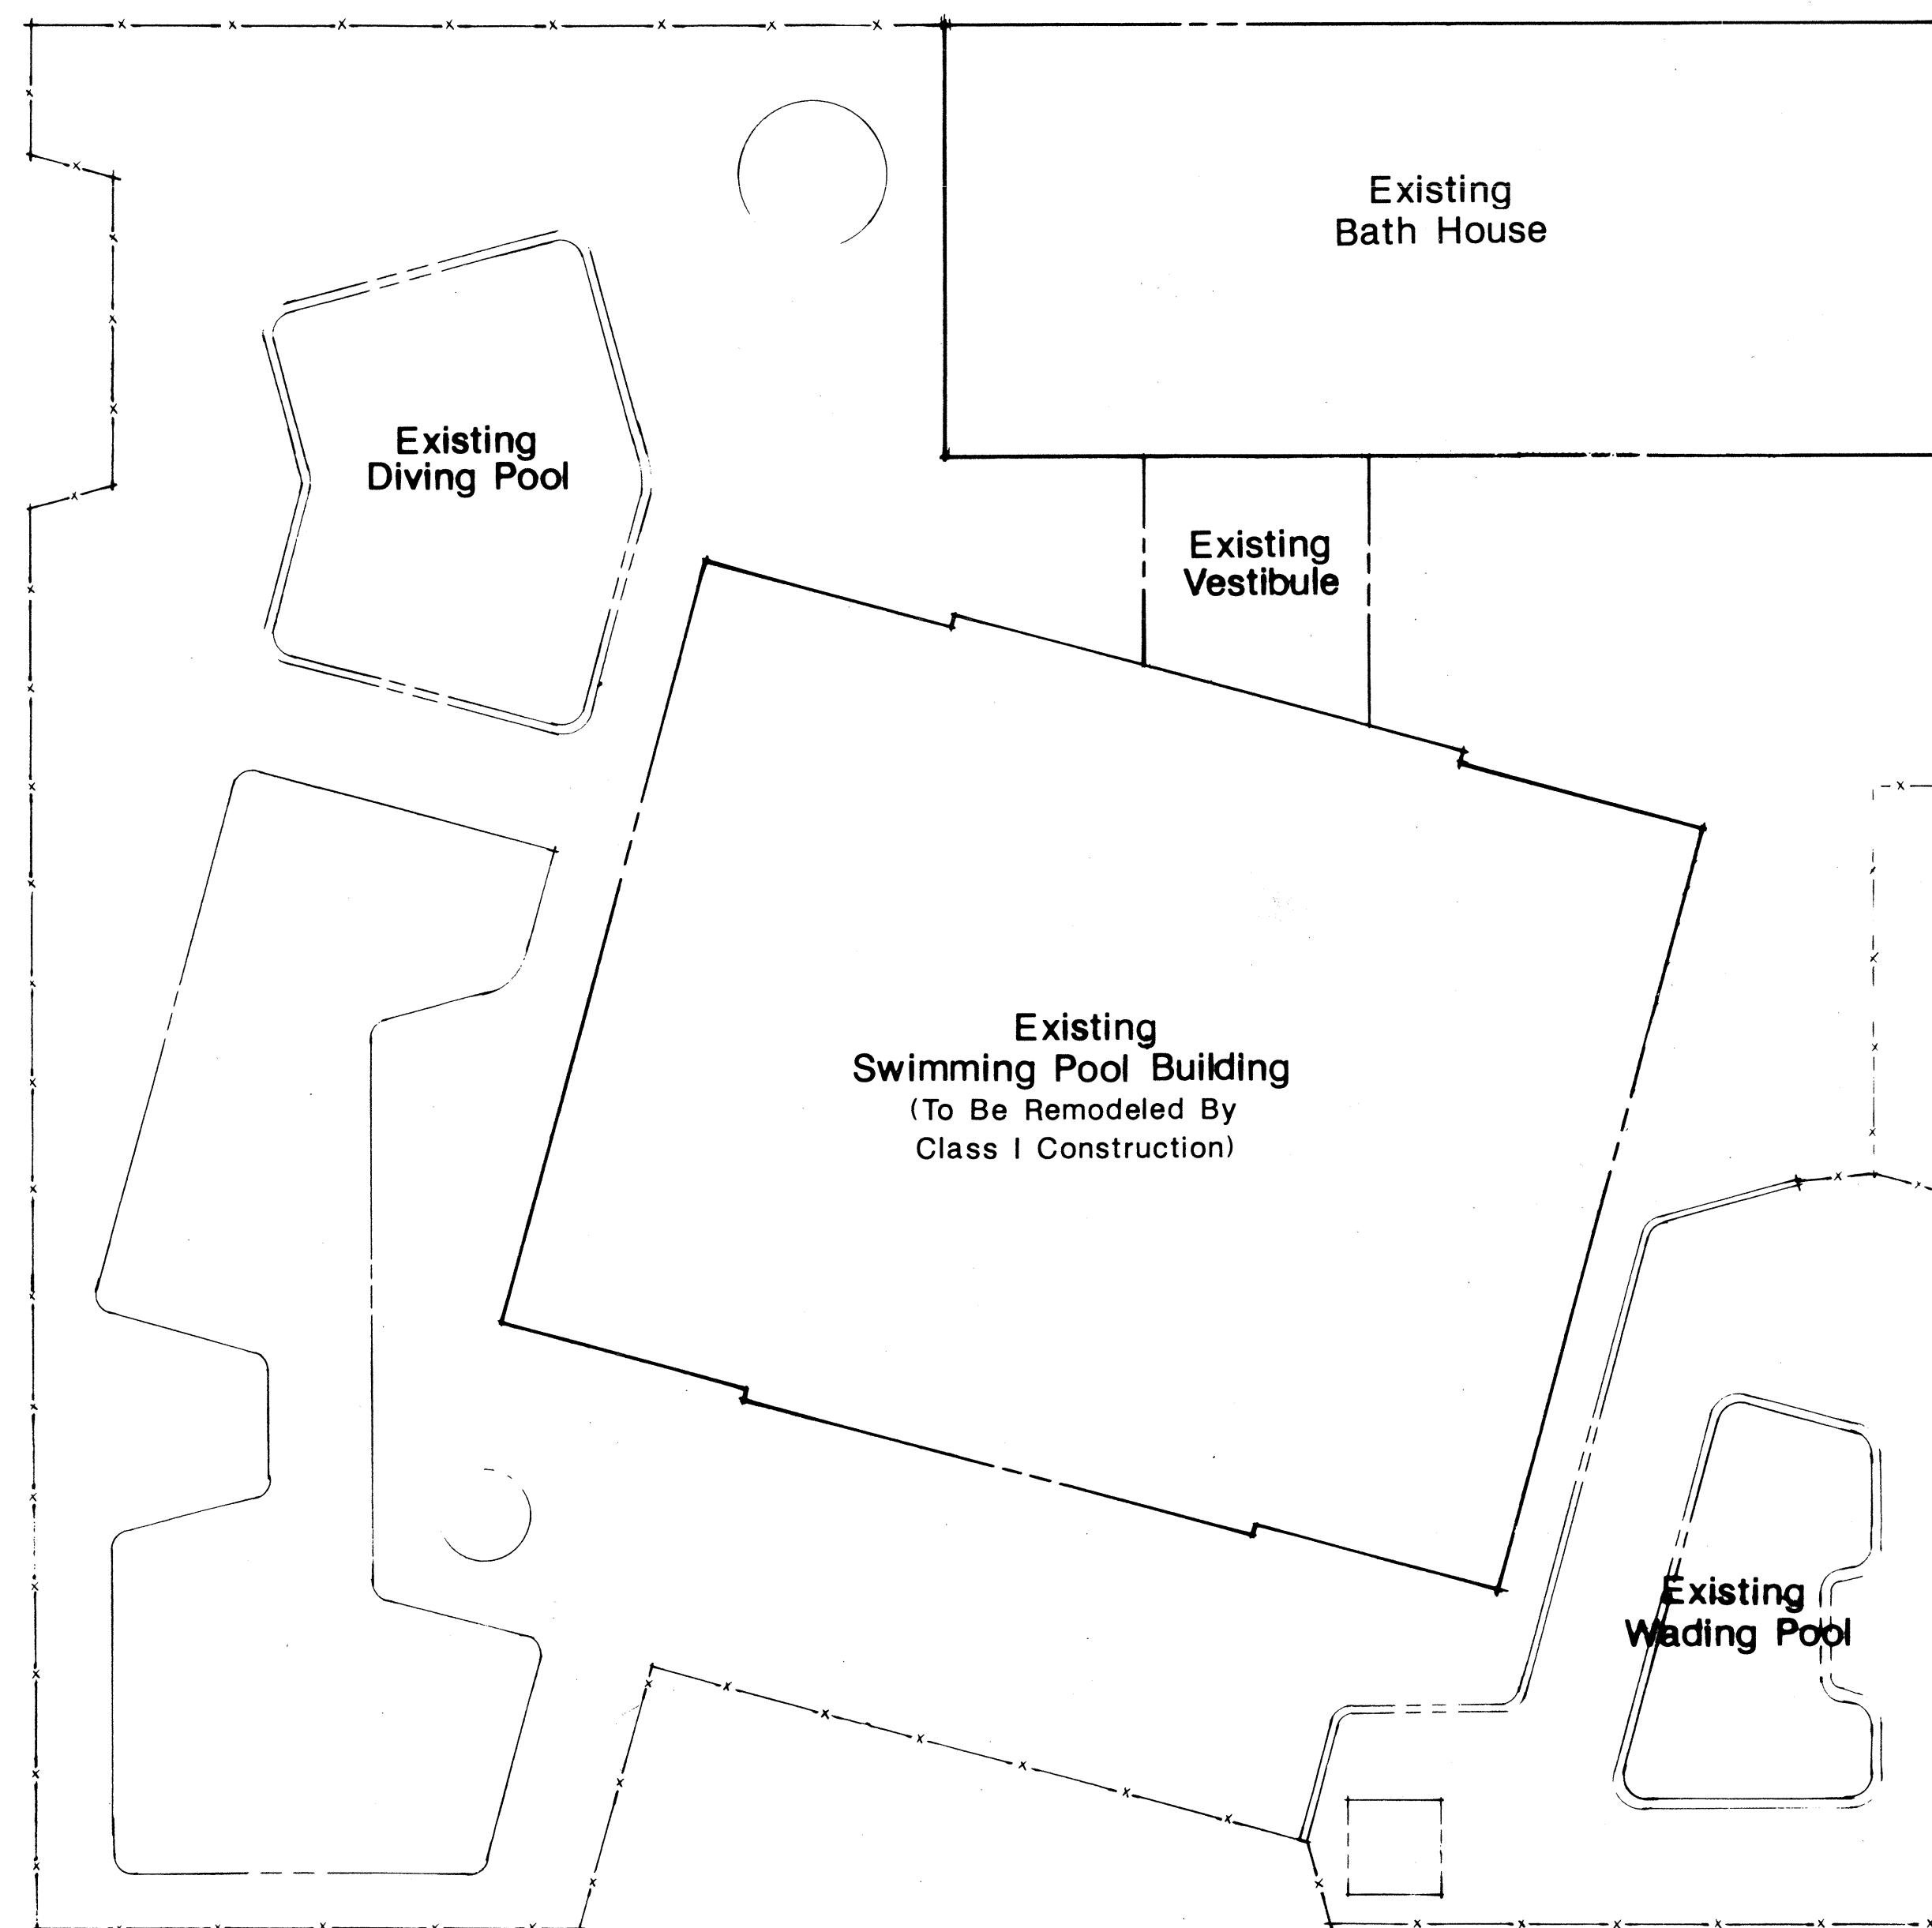 Existing
Bath House
Existing
Diving Pool
Existing
Vestibule
Existing
Swimming Pool Building
(To Be Remodeled By
Class I Construction)
Existing
Wading Pool